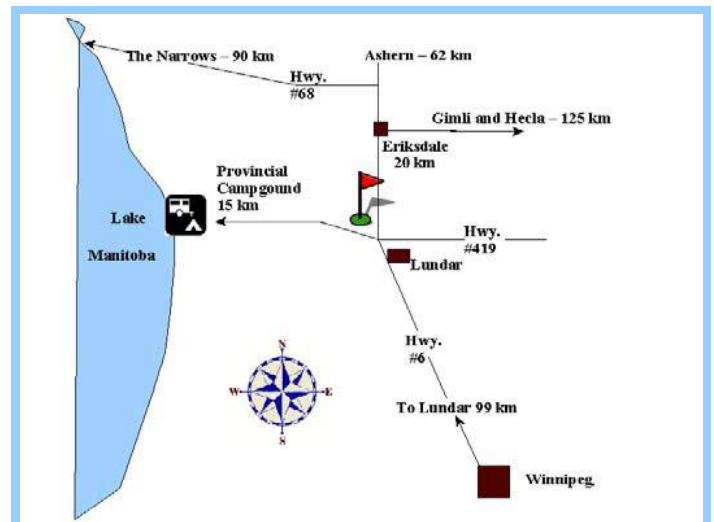 The Narrows – 90 km
Ashern – 62 km
Hwy.
#68
Gimli and Hecla – 125 km
Eriksdale
20 km
Provincial
Campgound
15 km
Lake
Manitoba
Hwy.
#419
Lundar
Hwy.
#6
N
W
E
S
To Lundar 99 km
Winnipeg